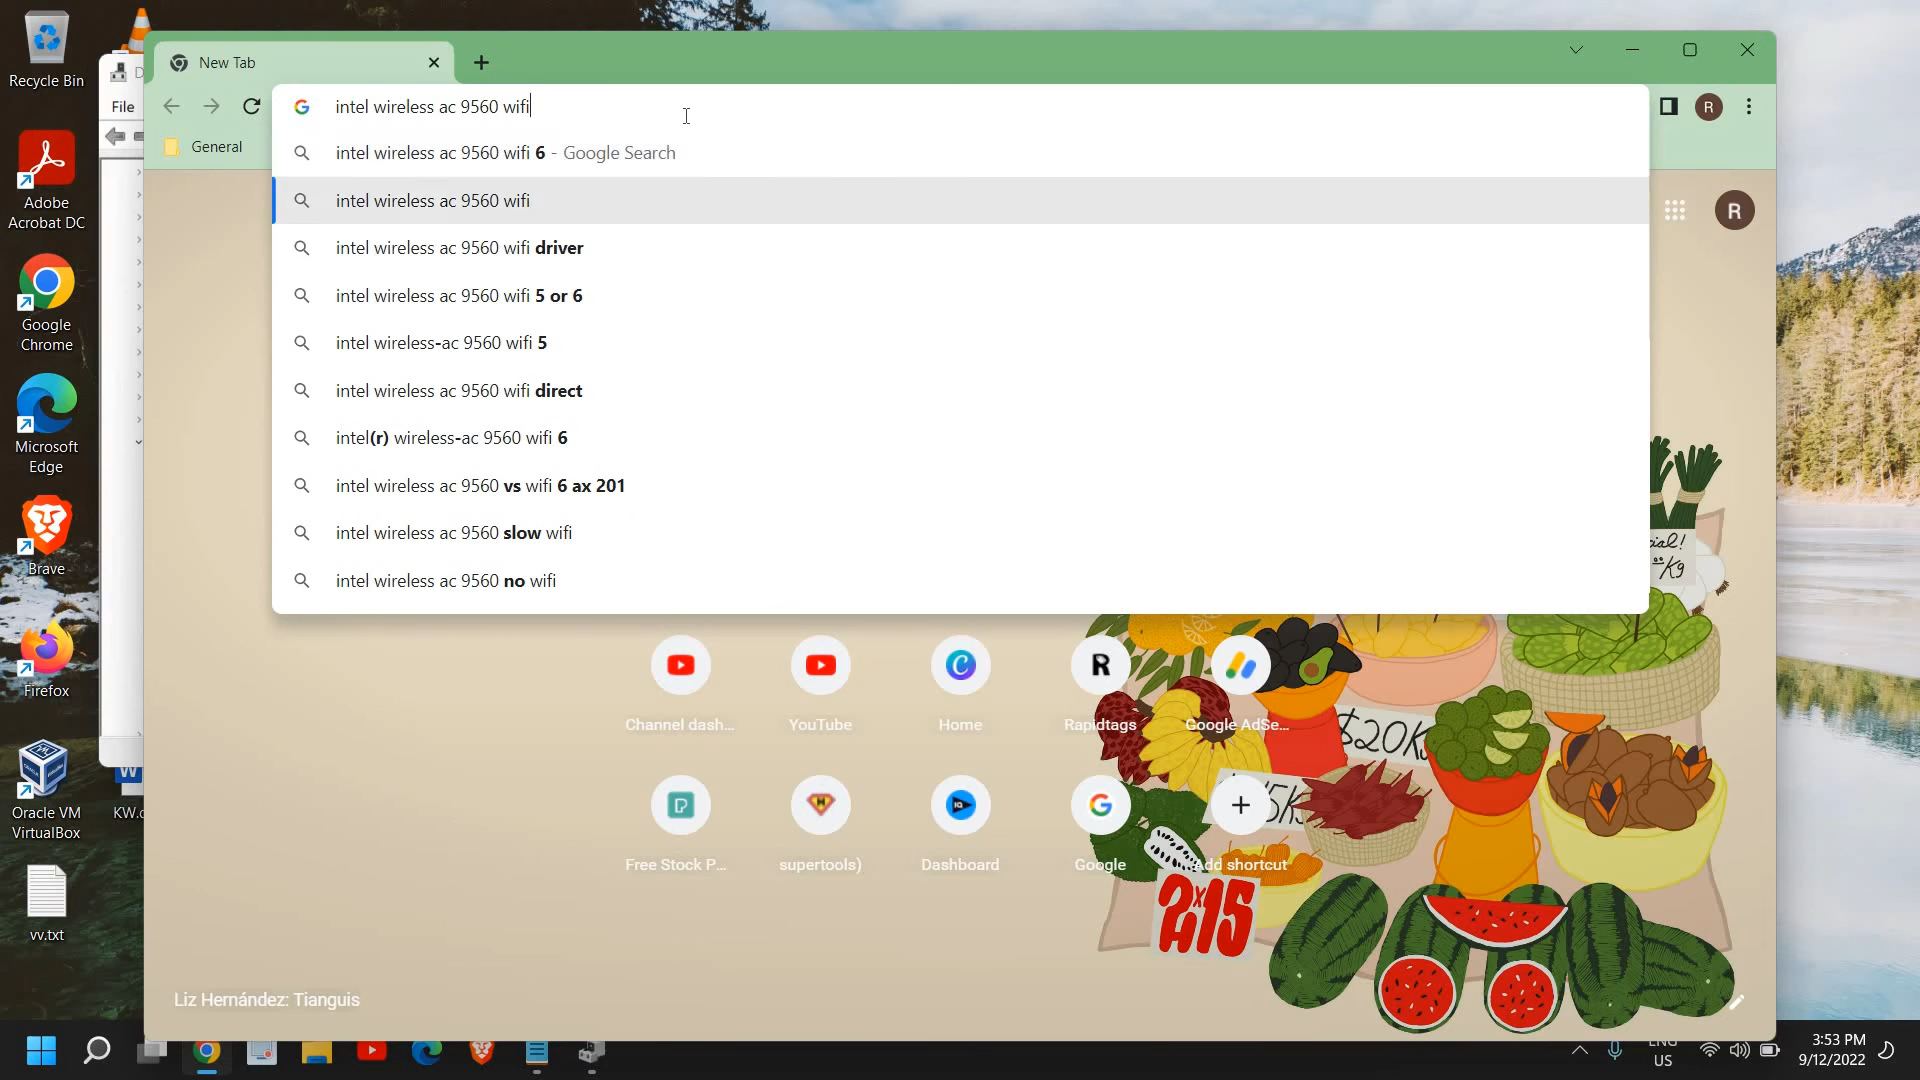 Recycle Bin
Adobe
Acrobat DC
Google
Chrome
Microsoft
Edge
Brave
Firefox
Oracle VM
VirtualBox
vv.txt
File
New Tab
intel wireless ac 9560 wifi
General
intel wireless ac 9560 wifi 6 - Google Search
intel wireless ac 9560 wifi
intel wireless ac 9560 wifi driver
intel wireless ac 9560 wifi 5 or 6
intel wireless-ac 9560 wifi 5
intel wireless ac 9560 wifi direct
intel(r) wireless-ac 9560 wifi 6
intel wireless ac 9560 vs wifi 6 ax 201
intel wireless ac 9560 slow wifi
intel wireless ac 9560 no wifi
R
R
Channel dash...
YouTube
Home
R
Rapidtags
Google AdSe...
Free Stock P...
supertools)
Dashboard
Google
Add shortcut
$20K
2x15
Liz Hernández: Tianguis
ENG
US
3:53 PM
9/12/2022